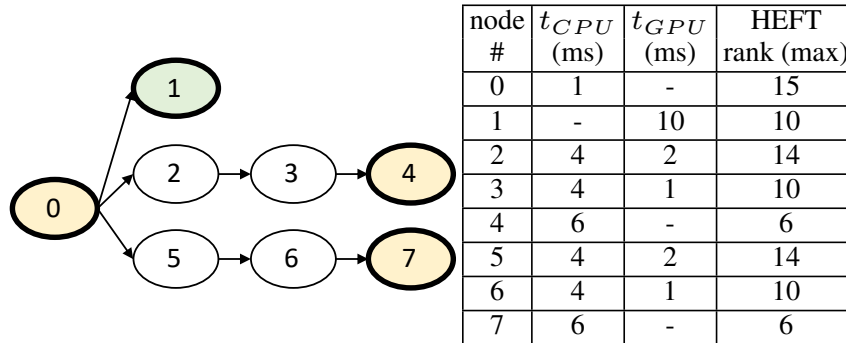 1
2 3 4
0
5 6 7
node t_CPU t_GPU HEFT
# (ms) (ms) rank (max)
0 1 - 15
1 - 10 10
2 4 2 14
3 4 1 10
4 6 - 6
5 4 2 14
6 4 1 10
7 6 - 6